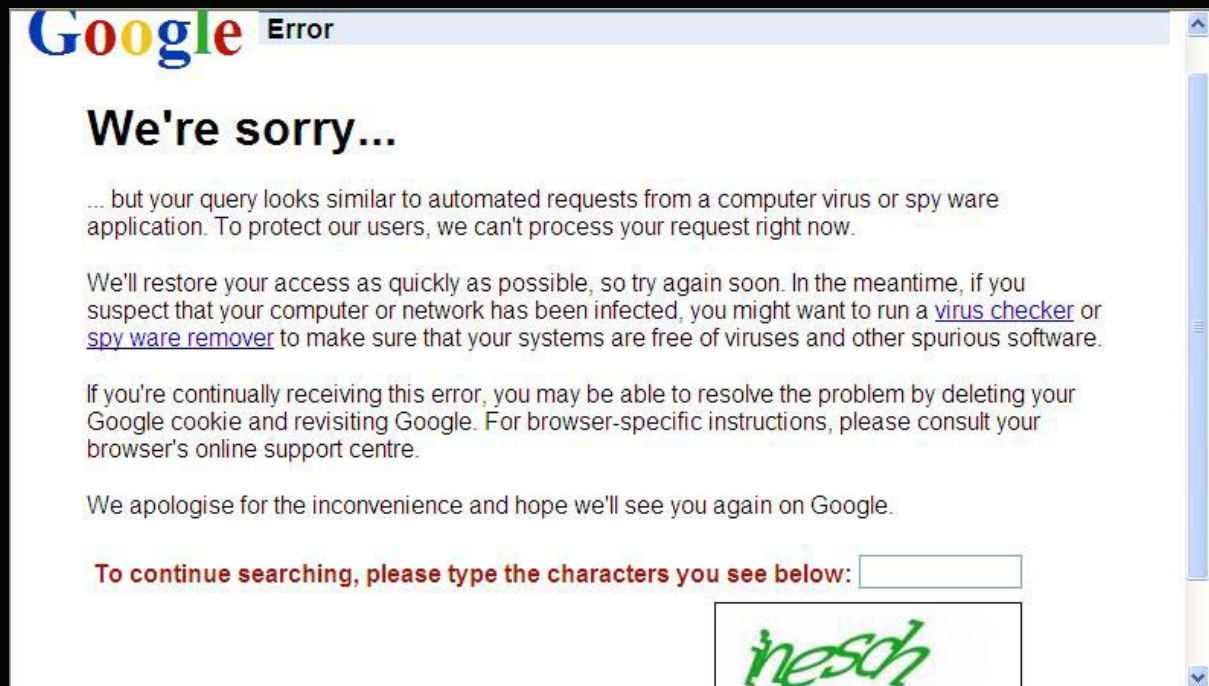 Google Error
We're sorry...
... but your query looks similar to automated requests from a computer virus or spy ware
application. To protect our users, we can't process your request right now.
We'll restore your access as quickly as possible, so try again soon. In the meantime, if you
suspect that your computer or network has been infected, you might want to run a virus checker or
spy ware remover to make sure that your systems are free of viruses and other spurious software.
If you're continually receiving this error, you may be able to resolve the problem by deleting your
Google cookie and revisiting Google. For browser-specific instructions, please consult your
browser's online support centre.
We apologise for the inconvenience and hope we'll see you again on Google.
To continue searching, please type the characters you see below: